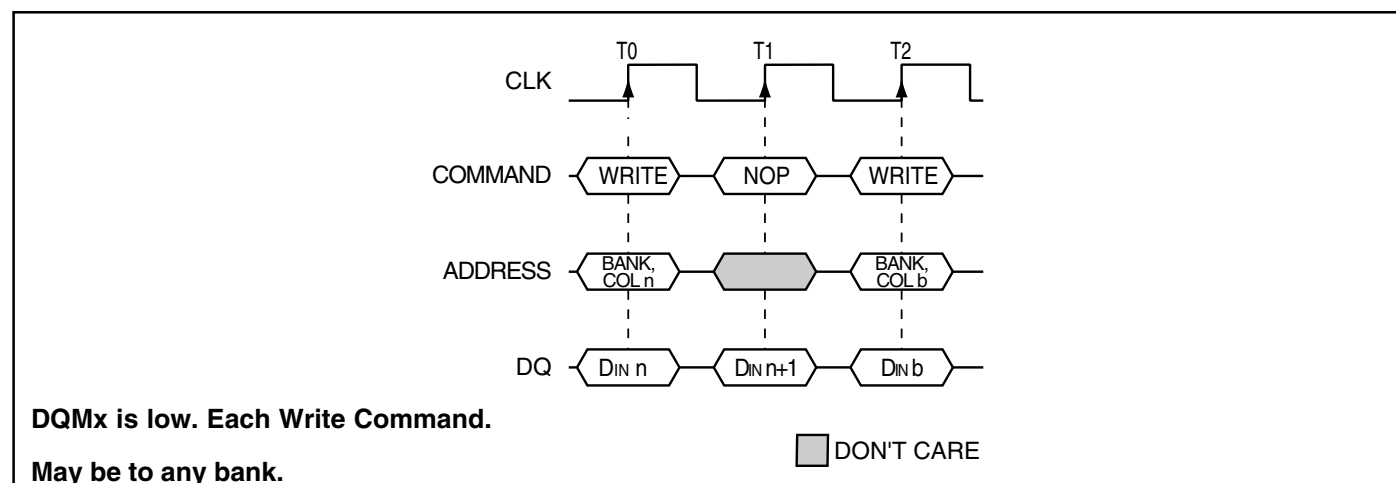 T0 T1 T2
CLK
COMMAND WRITE NOP WRITE
BANK, BANK,
ADDRESS
COL n COL b
DQ DIN n DIN n+1 DIN b
DQMx is low. Each Write Command.
DON'T CARE
May be to any bank.